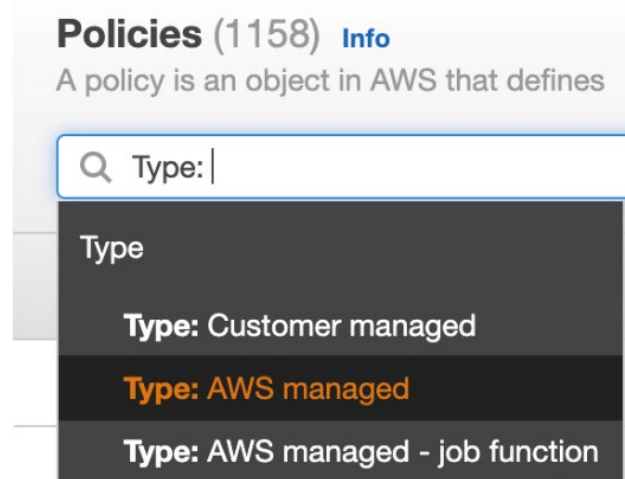 Policies (1158) Info
A policy is an object in AWS that defines
Type:
Type
Type: Customer managed
Type: AWS managed
Type: AWS managed - job function